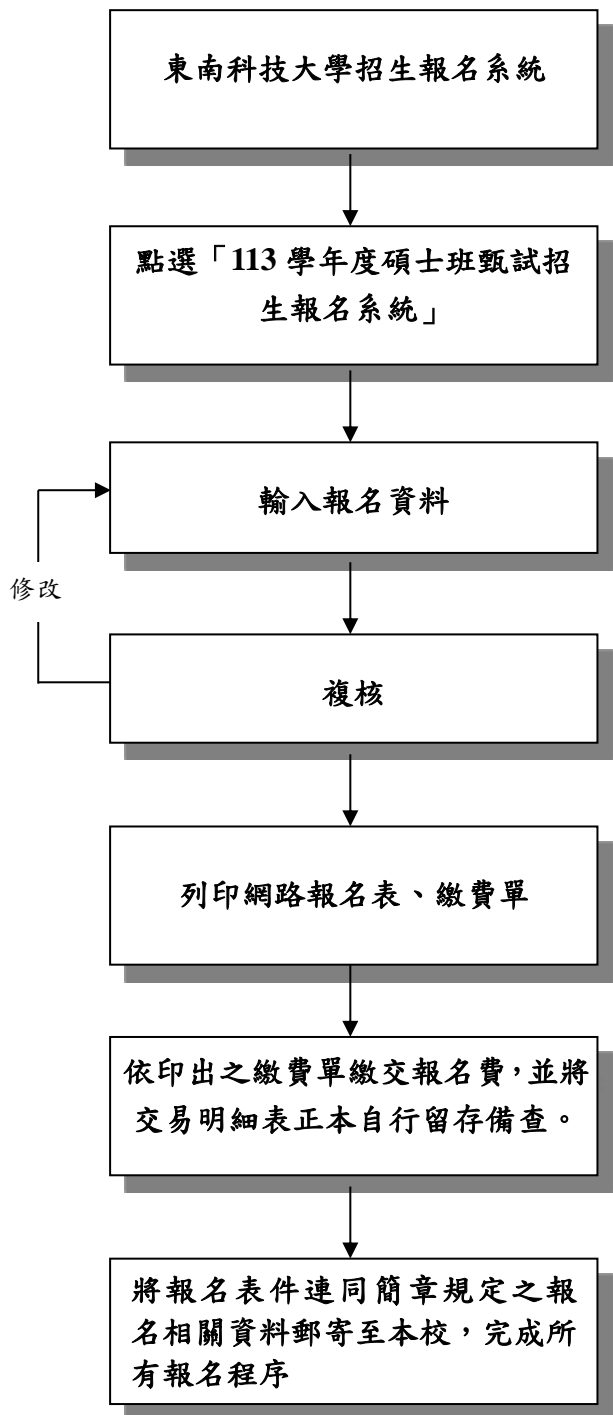 東南科技大學招生報名系統
點選「113 學年度碩士班甄試招
生報名系統」
輸入報名資料
修改
複核
列印網路報名表、繳費單
依印出之繳費單繳交報名費，並將
交易明細表正本自行留存備查。
將報名表件連同簡章規定之報
名相關資料郵寄至本校，完成所
有報名程序